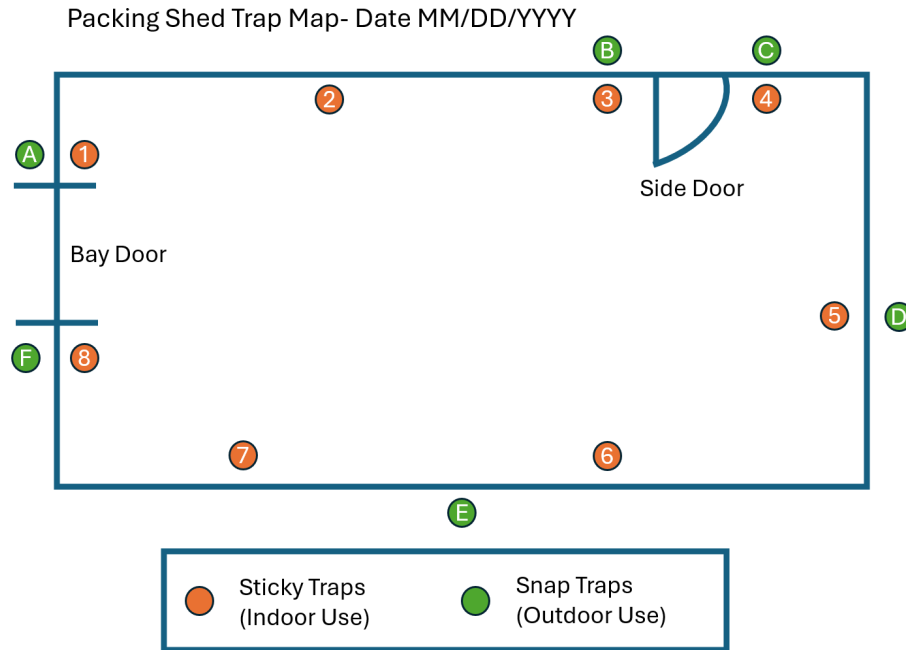 Packing Shed Trap Map- Date MM/DD/YYYY
B
C
2
3
4
A
1
Side Door
Bay Door
5
D
F
8
7
6
E
Sticky Traps
(Indoor Use)
Snap Traps
(Outdoor Use)